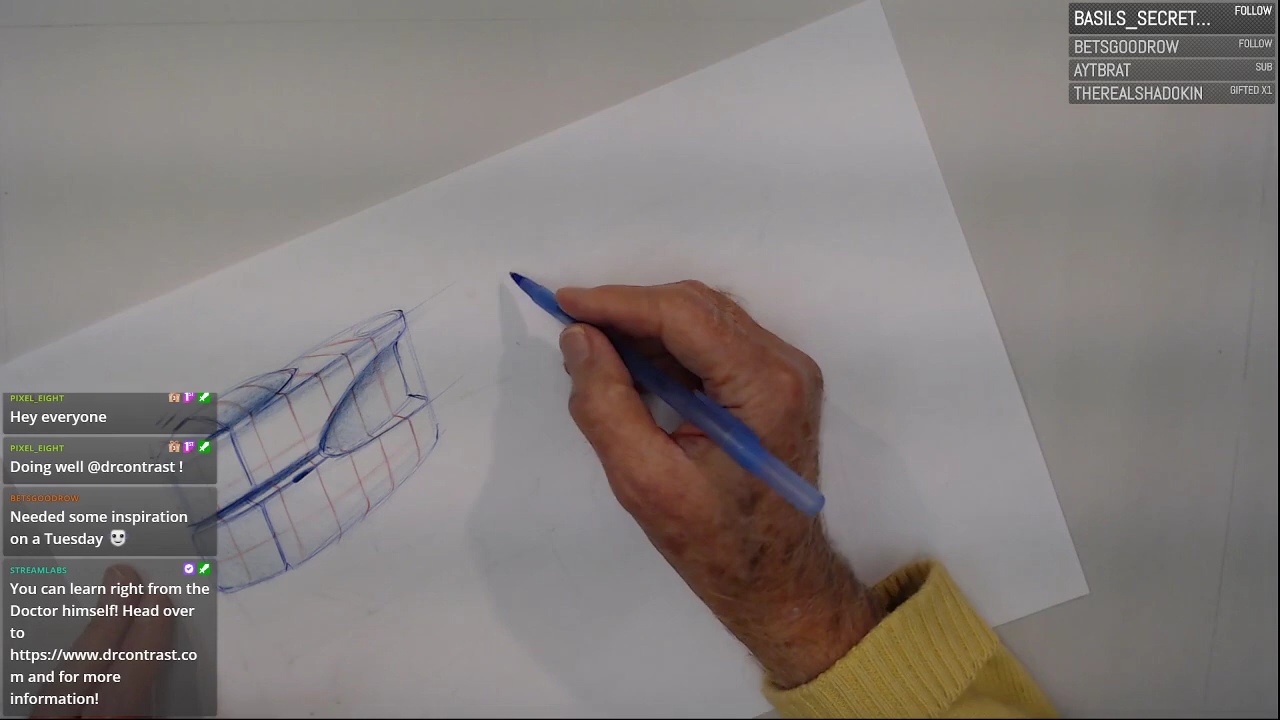 BASILS_SECRET... FOLLOW
BETSGOODROW FOLLOW
AYTBRAT SUB
THEREALSHADOKIN GIFTED X1
PIXEL_EIGHT
Hey everyone
PIXEL_EIGHT
Doing well @drcontrast !
BETSGOODROW
Needed some inspiration
on a Tuesday
STREAMLABS
You can learn right from the
Doctor himself! Head over
to
https://www.drcontrast.co
m and for more
information!